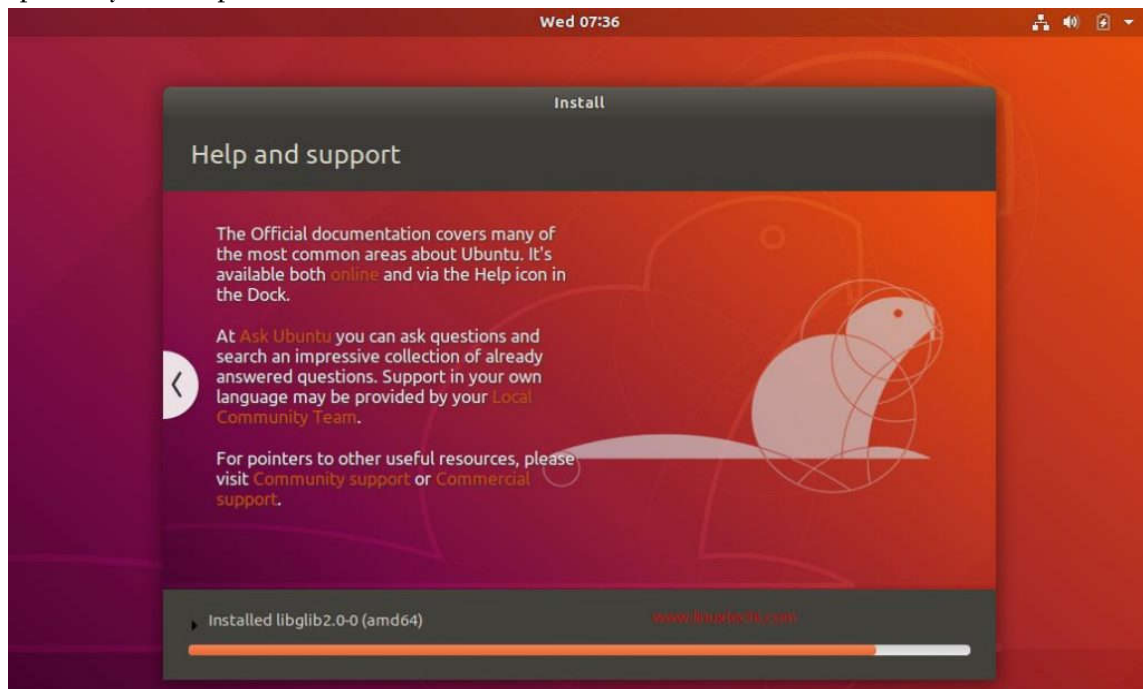 Wed 07:36
Install
Help and support
The Official documentation covers many of
the most common areas about Ubuntu. It's
available both online and via the Help icon in
the Dock.
At Ask Ubuntu you can ask questions and
search an impressive collection of already
answered questions. Support in your own
language may be provided by your Local
Community Team.
For pointers to other useful resources, please
visit Community support or Commercial
support.
Installed libglib2.0-0 (amd64)
www.linuxtechi.com